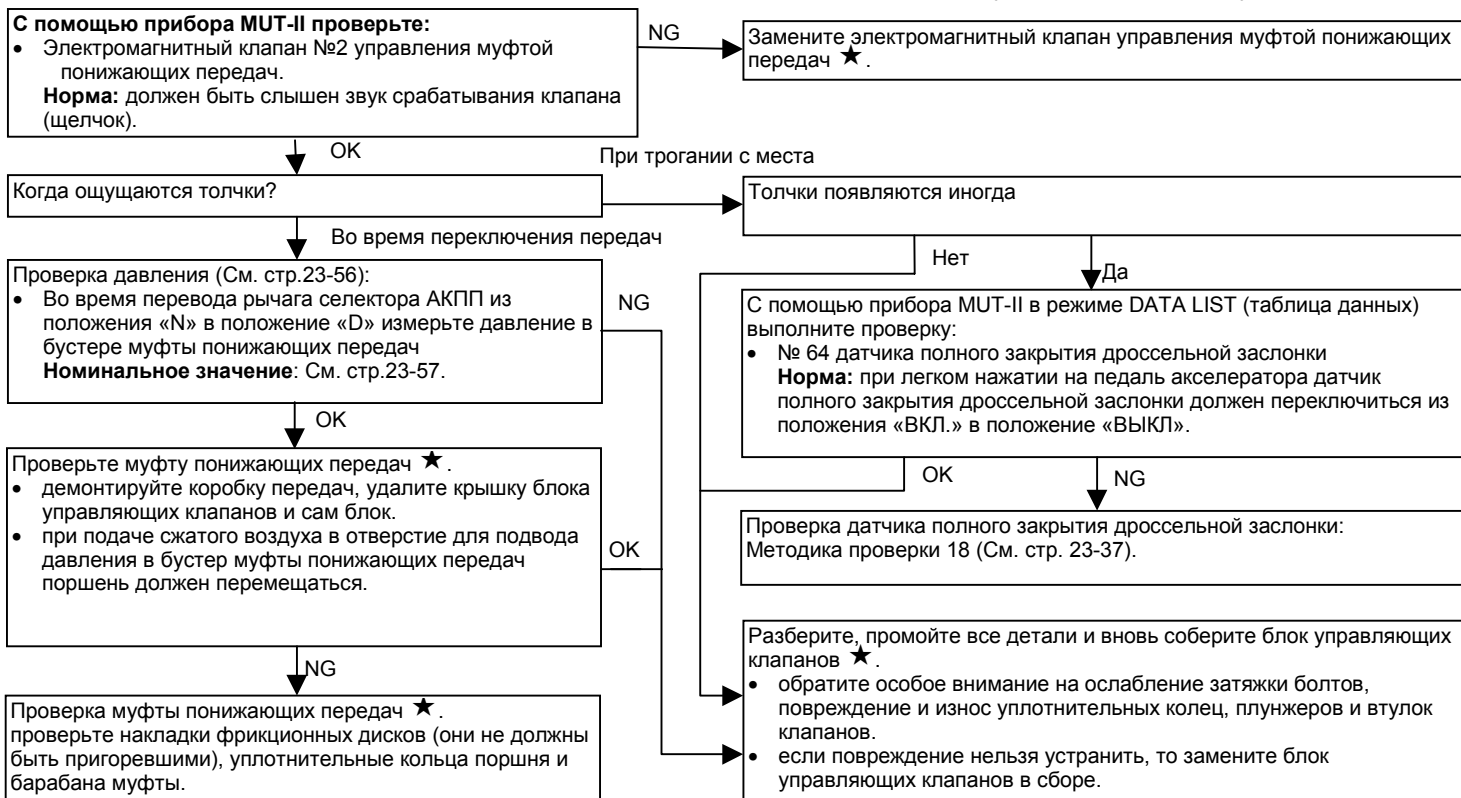 С помощью прибора MUT-II проверьте:
• Электромагнитный клапан №2 управления муфтой
понижающих передач.
Норма: должен быть слышен звук срабатывания клапана
(щелчок).
NG
Замените электромагнитный клапан управления муфтой понижающих
передач ★.
OK
При трогании с места
Когда ощущаются толчки?
Толчки появляются иногда
Во время переключения передач
Нет
Да
Проверка давления (См. стр.23-56):
• Во время перевода рычага селектора АКПП из
положения «N» в положение «D» измерьте давление в
бустере муфты понижающих передач
Номинальное значение: См. стр.23-57.
NG
С помощью прибора MUT-II в режиме DATA LIST (таблица данных)
выполните проверку:
• № 64 датчика полного закрытия дроссельной заслонки
Норма: при легком нажатии на педаль акселератора датчик
полного закрытия дроссельной заслонки должен переключиться из
положения «ВКЛ.» в положение «ВЫКЛ».
OK
Проверьте муфту понижающих передач ★.
• демонтируйте коробку передач, удалите крышку блока
управляющих клапанов и сам блок.
• при подаче сжатого воздуха в отверстие для подвода
давления в бустер муфты понижающих передач
поршень должен перемещаться.
OK
OK
NG
Проверка датчика полного закрытия дроссельной заслонки:
Методика проверки 18 (См. стр. 23-37).
NG
Проверка муфты понижающих передач ★.
проверьте накладки фрикционных дисков (они не должны
быть пригоревшими), уплотнительные кольца поршня и
барабана муфты.
Разберите, промойте все детали и вновь соберите блок управляющих
клапанов ★.
• обратите особое внимание на ослабление затяжки болтов,
повреждение и износ уплотнительных колец, плунжеров и втулок
клапанов.
• если повреждение нельзя устранить, то замените блок
управляющих клапанов в сборе.